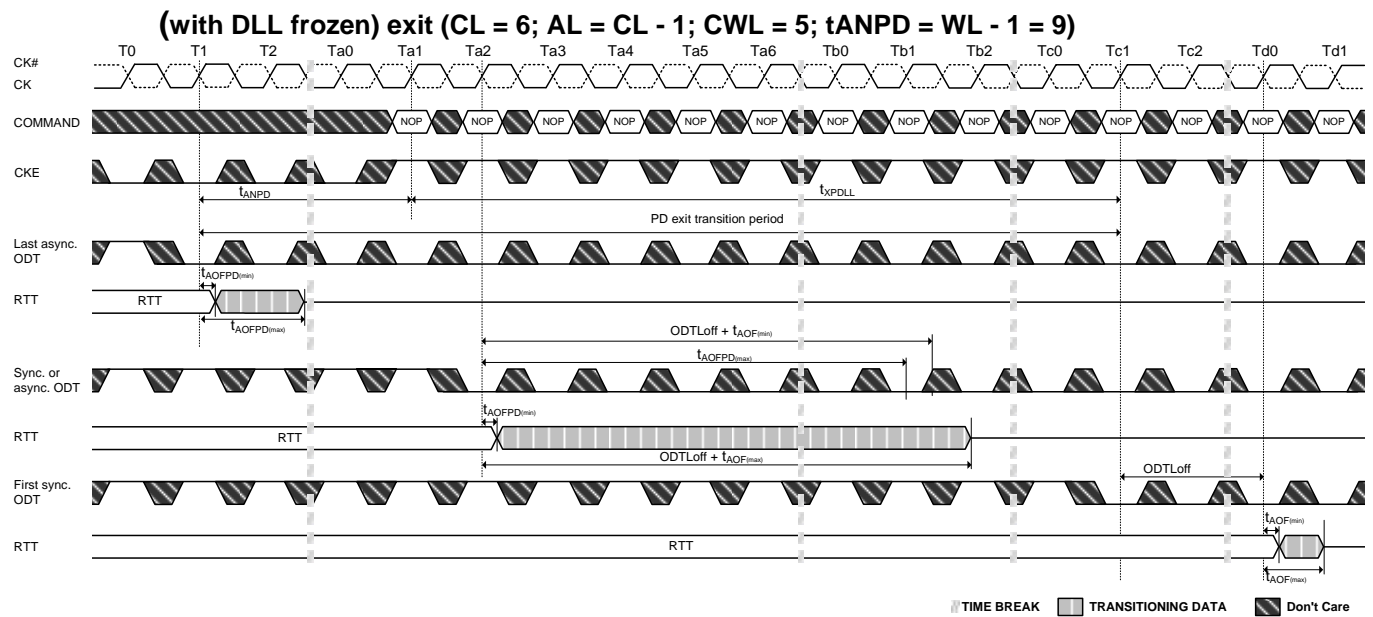 (with DLL frozen) exit (CL = 6; AL = CL - 1; CWL = 5; tANPD = WL - 1 = 9)
T0 T1 T2 Ta0 Ta1 Ta2 Ta3 Ta4 Ta5 Ta6 Tb0 Tb1 Tb2 Tc0 Tc1 Tc2 Td0 Td1
CK#
CK
COMMAND NOP NOP NOP NOP NOP NOP NOP NOP NOP NOP NOP NOP NOP NOP
CKE
tANPD tXPDLL
PD exit transition period
Last async.
ODT
tAOFPD(min)
RTT RTT
tAOFPD(max)
ODTLoff + tAOF(min)
tAOFPD(max)
Sync. or
async. ODT
tAOFPD(min)
RTT RTT
ODTLoff + tAOF(max)
ODTLoff
First sync.
ODT
tAOF(min)
RTT RTT
tAOF(max)
TIME BREAK TRANSITIONING DATA Don't Care